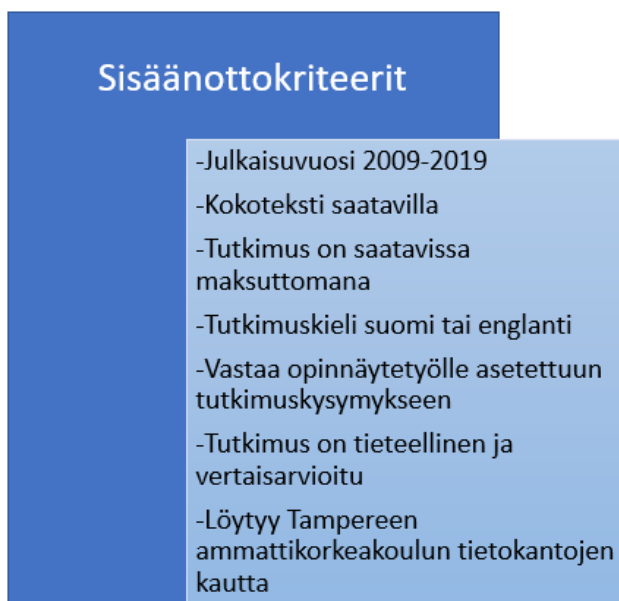 Sisäänottokriteerit
-Julkaisuvuosi 2009-2019
-Kokoteksti saatavilla
-Tutkimus on saatavissa
maksuttomana
-Tutkimuskieli suomi tai englanti
-Vastaa opinnäytetyölle asetettuun
tutkimuskysymykseen
-Tutkimus on tieteellinen ja
vertaisarvioitu
-Löytyy Tampereen
ammattikorkeakoulun tietokantojen
kautta